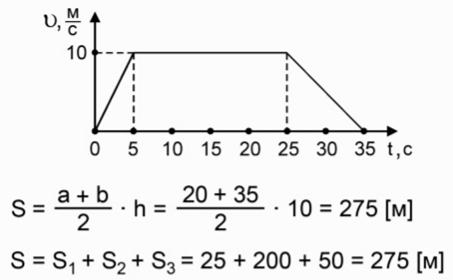 υ, м/с
10
0 5 10 15 20 25 30 35 t,c
S = (a + b)/2 · h = (20 + 35)/2 · 10 = 275 [м]
S = S₁ + S₂ + S₃ = 25 + 200 + 50 = 275 [м]